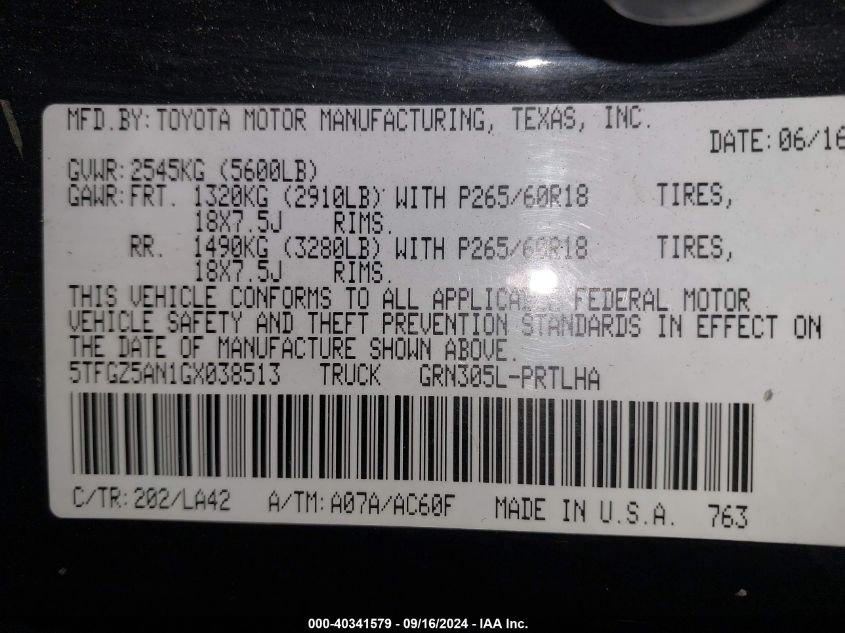 MFD.BY:TOYOTA MOTOR MANUFACTURING, TEXAS, INC.
DATE:06/16
GVWR:2545KG (5600LB)
GAWR:FRT. 1320KG (2910LB) WITH P265/60R18 TIRES,
18X7.5J RIMS.
RR. 1490KG (3280LB) WITH P265/60R18 TIRES,
18X7.5J RIMS.
THIS VEHICLE CONFORMS TO ALL APPLICABLE FEDERAL MOTOR
VEHICLE SAFETY AND THEFT PREVENTION STANDARDS IN EFFECT ON
THE DATE OF MANUFACTURE SHOWN ABOVE.
5TFGZ5AN1GX038513 TRUCK GRN305L-PRTLHA
C/TR:202/LA42 A/TM:A07A/AC60F MADE IN U.S.A. 763
000-40341579 - 09/16/2024 - IAA Inc.